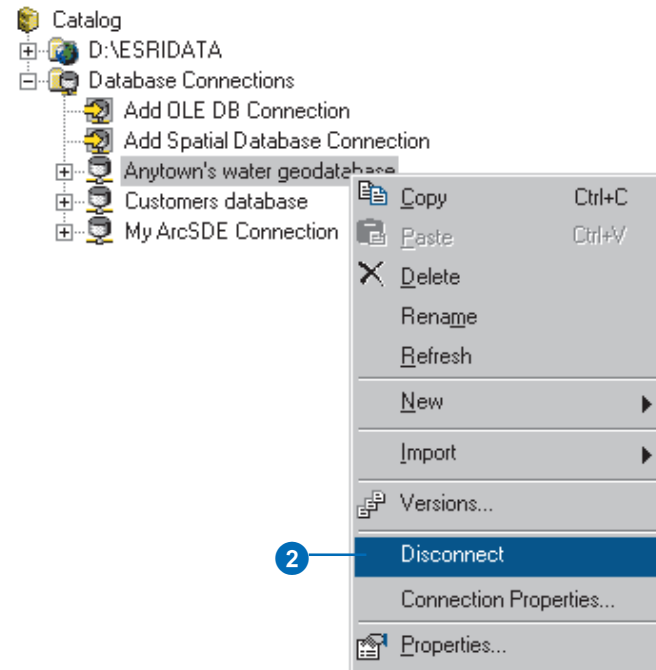 Catalog
D:\ESRIDATA
Database Connections
Add OLE DB Connection
Add Spatial Database Connection
Anytown's water geodatabase
Customers database
My ArcSDE Connection
Copy Ctrl+C
Paste Ctrl+V
Delete
Rename
Refresh
New
Import
Versions...
2 Disconnect
Connection Properties...
Properties...